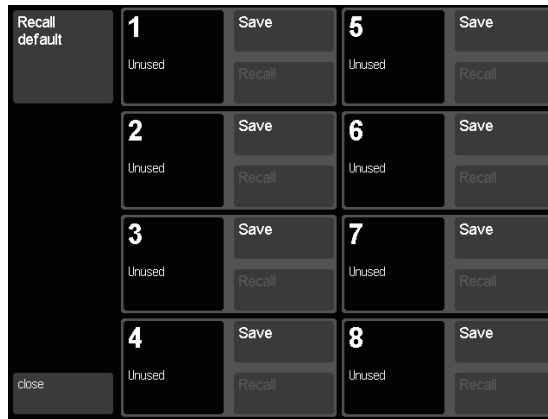 Recall
default
1
Save
Unused
Recall
5
Save
Unused
Recall
2
Save
Unused
Recall
6
Save
Unused
Recall
3
Save
Unused
Recall
7
Save
Unused
Recall
4
Save
Unused
Recall
8
Save
Unused
Recall
close